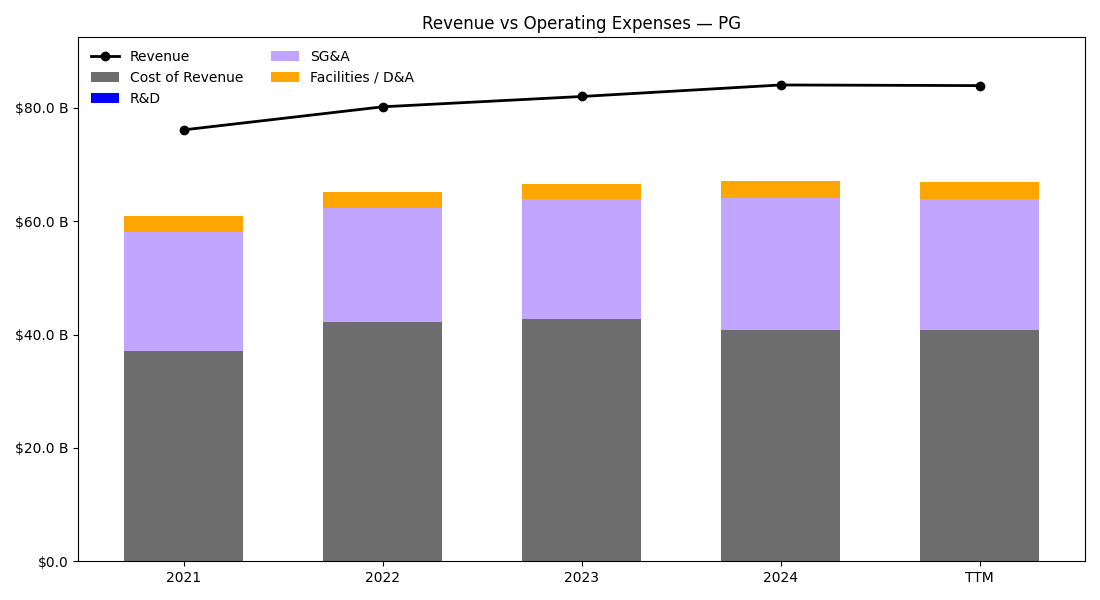 Revenue vs Operating Expenses — PG
Revenue
Cost of Revenue
R&D
SG&A
Facilities / D&A
$80.0 B
$60.0 B
$40.0 B
$20.0 B
$0.0
2021 2022 2023 2024 TTM